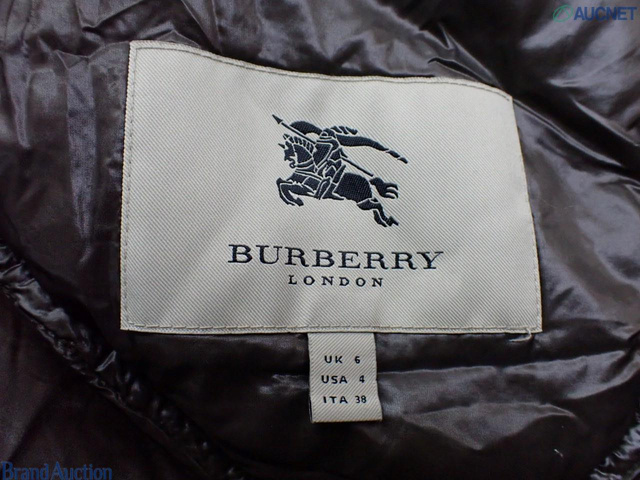 AUCNET
BURBERRY
LONDON
UK 6
USA 4
ITA 38
Brand Auction